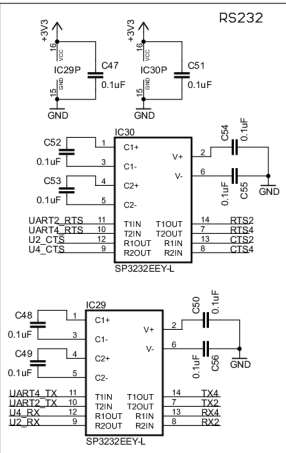 RS232
+3V3 +3V3
16 VCC C47 16 VCC C51
IC29P IC30P
0.1uF 0.1uF
15 GND 15 GND
GND GND
C52 IC30 C54
1 C1+ 0.1uF
0.1uF 3 C1- V+ 2
C53 4 C2+ V- 6
0.1uF 5 C2- 0.1uF C55 GND
UART2_RTS 11 T1IN T1OUT 14 RTS2
UART4_RTS 10 T2IN T2OUT 7 RTS4
U2_CTS 12 R1OUT R1IN 13 CTS2
U4_CTS 9 R2OUT R2IN 8 CTS4
SP3232EEY-L
C48 IC29 C50
1 C1+ 0.1uF
0.1uF 3 C1- V+ 2
C49 4 C2+ V- 6
0.1uF 5 C2- 0.1uF C56 GND
UART4_TX 11 T1IN T1OUT 14 TX4
UART2_TX 10 T2IN T2OUT 7 TX2
U4_RX 12 R1OUT R1IN 13 RX4
U2_RX 9 R2OUT R2IN 8 RX2
SP3232EEY-L